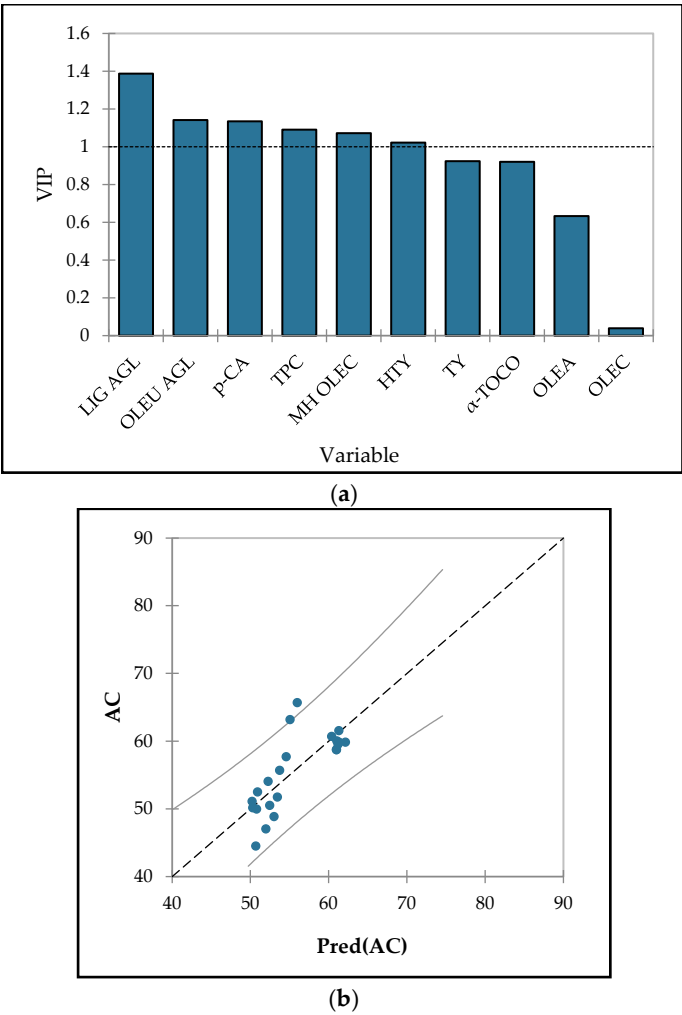 1.6
1.4
1.2
1
0.8
0.6
0.4
0.2
0
VIP
LIG AGL
OLEU AGL
p-CA
TPC
MH OLEC
HTY
TY
α-TOCO
OLEA
OLEC
Variable
(a)
90
80
70
60
50
40
AC
40 50 60 70 80 90
Pred(AC)
(b)